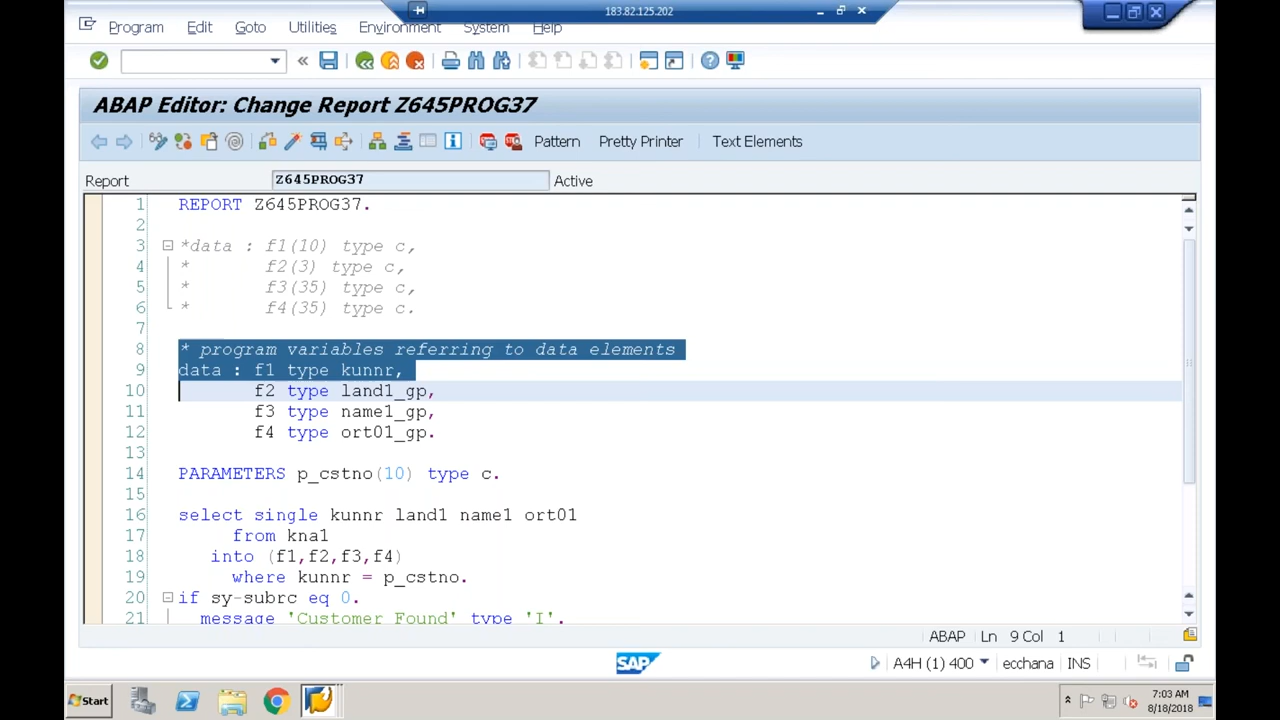 183.82.125.202
Program Edit Goto Utilities Environment System Help
ABAP Editor: Change Report Z645PROG37
Pattern Pretty Printer Text Elements
Report Z645PROG37 Active
1 REPORT Z645PROG37.
2
3 *data : f1(10) type c,
4 * f2(3) type c,
5 * f3(35) type c,
6 * f4(35) type c.
7
8 * program variables referring to data elements
9 data : f1 type kunnr,
10 f2 type land1_gp,
11 f3 type name1_gp,
12 f4 type ort01_gp.
13
14 PARAMETERS p_cstno(10) type c.
15
16 select single kunnr land1 name1 ort01
17 from kna1
18 into (f1,f2,f3,f4)
19 where kunnr = p_cstno.
20 if sy-subrc eq 0.
21 message 'Customer Found' type 'I'.
ABAP Ln 9 Col 1
SAP A4H (1) 400 ecchana INS
Start 7:03 AM
8/18/2018